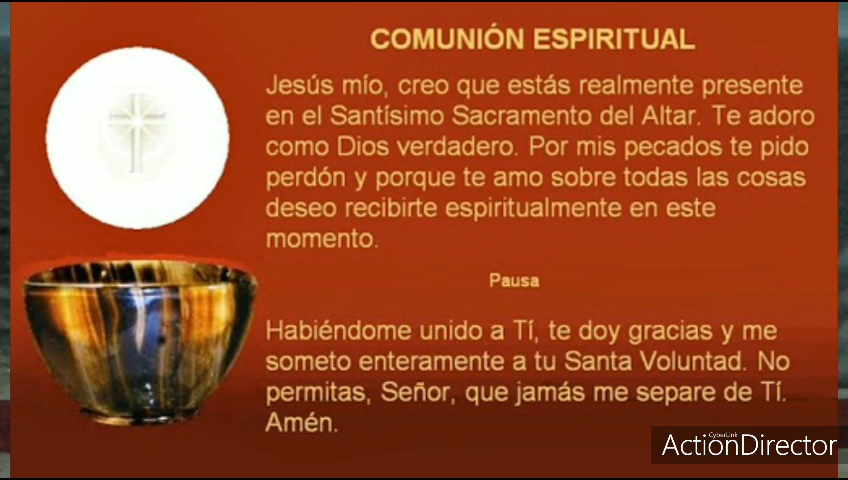 COMUNIÓN ESPIRITUAL
Jesús mío, creo que estás realmente presente
en el Santísimo Sacramento del Altar. Te adoro
como Dios verdadero. Por mis pecados te pido
perdón y porque te amo sobre todas las cosas
deseo recibirte espiritualmente en este
momento.
Pausa
Habiéndome unido a Tí, te doy gracias y me
someto enteramente a tu Santa Voluntad. No
permitas, Señor, que jamás me separe de Tí.
Amén.
CyberLink
ActionDirector